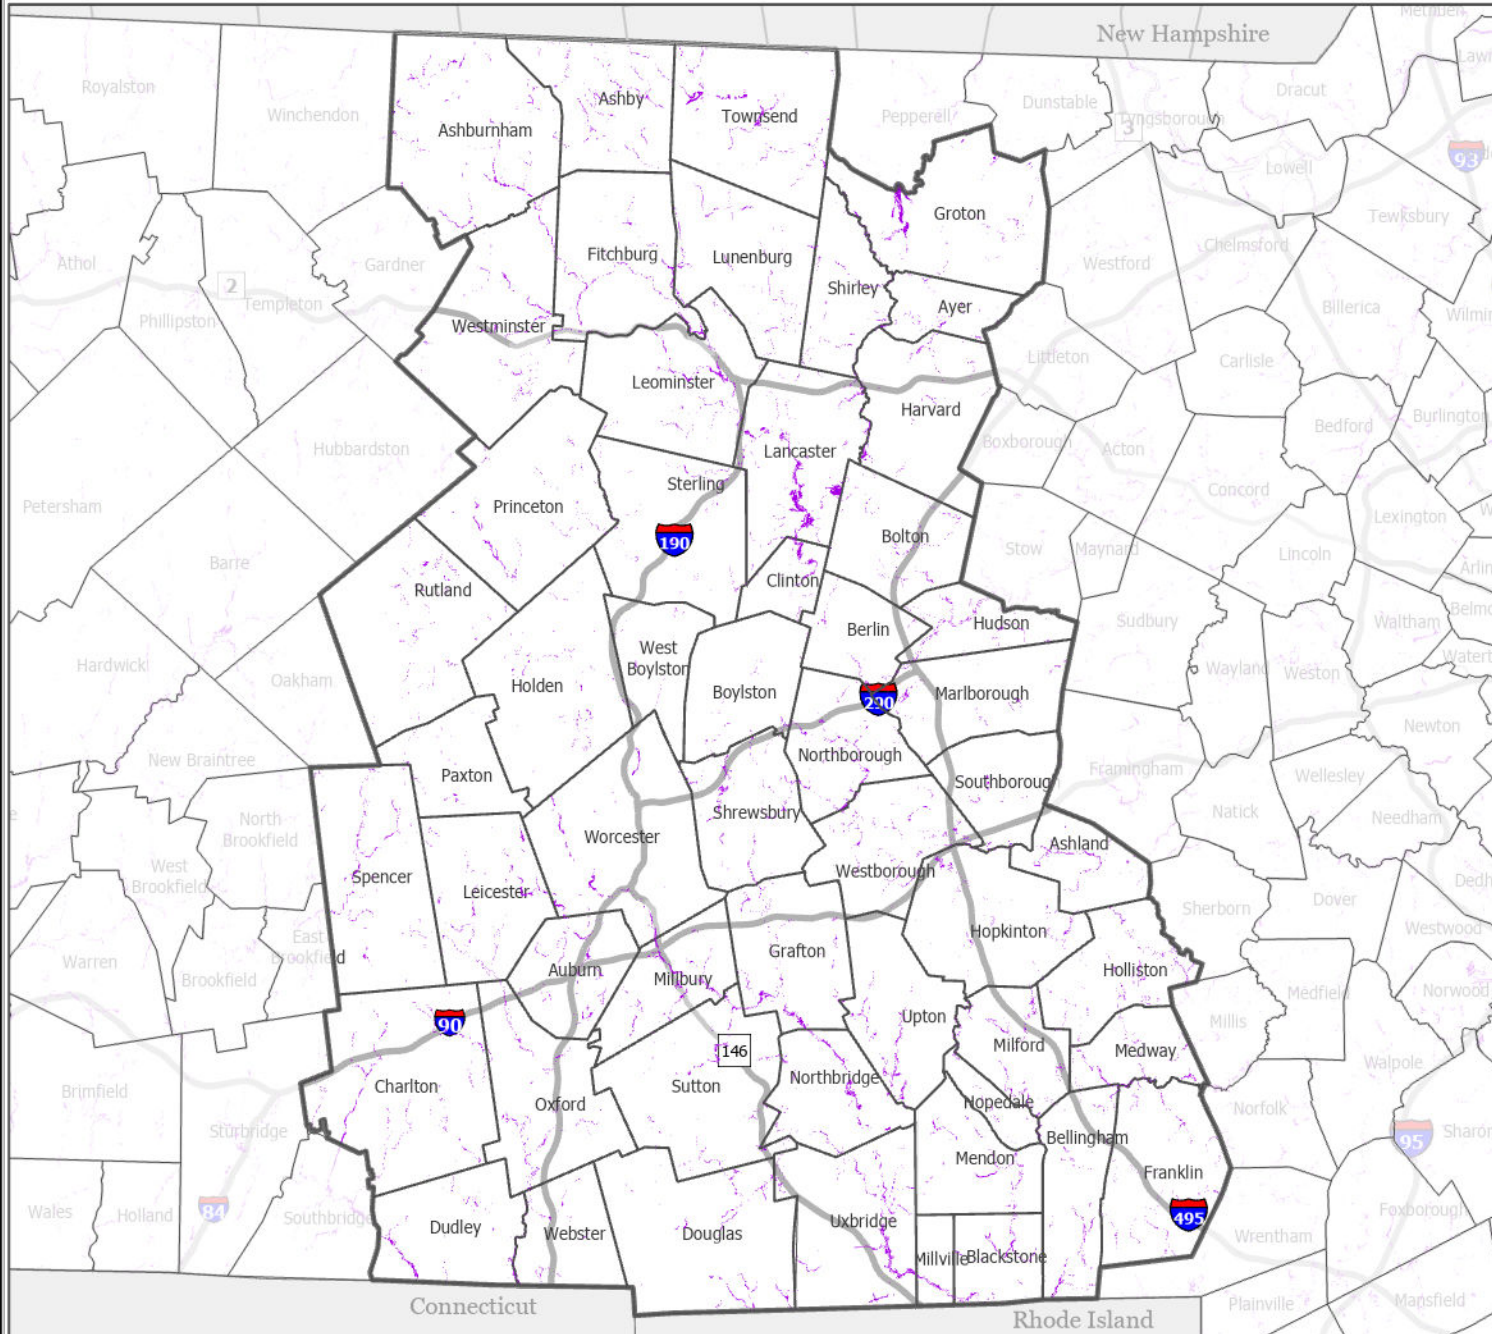 New Hampshire
Royalston
Winchendon
Ashburnham
Ashby
Townsend
Pepperell
Dunstable
Tyngsborough
3
Dracut
Lowell
93
Tewksbury
Groton
Chelmsford
Westford
Athol
2
Templeton
Phillipston
Gardner
Fitchburg
Lunenburg
Shirley
Ayer
Billerica
Westminster
Littleton
Carlisle
Leominster
Harvard
Bedford
Burlington
Hubbardston
Boxborough
Acton
Lancaster
Sterling
Concord
Petersham
Princeton
190
Bolton
Stow
Maynard
Lexington
Lincoln
Barre
Rutland
Clinton
Hudson
Berlin
Sudbury
Waltham
Hardwick
Oakham
West
Boylston
Holden
Boylston
290
Marlborough
Wayland
Weston
Newton
New Braintree
Paxton
Northborough
Southboroug
Framingham
Wellesley
Natick
Needham
North
Brookfield
Worcester
Shrewsbury
Ashland
West
Brookfield
Spencer
Leicester
Westborough
Dover
Sherborn
Westwood
East
Brookfield
Warren
Brookfield
Auburn
Millbury
Grafton
Hopkinton
Holliston
Medfield
Norwood
90
146
Upton
Milford
Medway
Millis
Walpole
Brimfield
Charlton
Sutton
Northbridge
Hopedale
Oxford
Norfolk
Sturbridge
Bellingham
95
Mendon
Franklin
Wales
Holland
84
Southbridge
Dudley
Webster
Douglas
Uxbridge
495
Foxborough
Wrentham
Millville
Blackstone
Connecticut
Rhode Island
Plainville
Mansfield